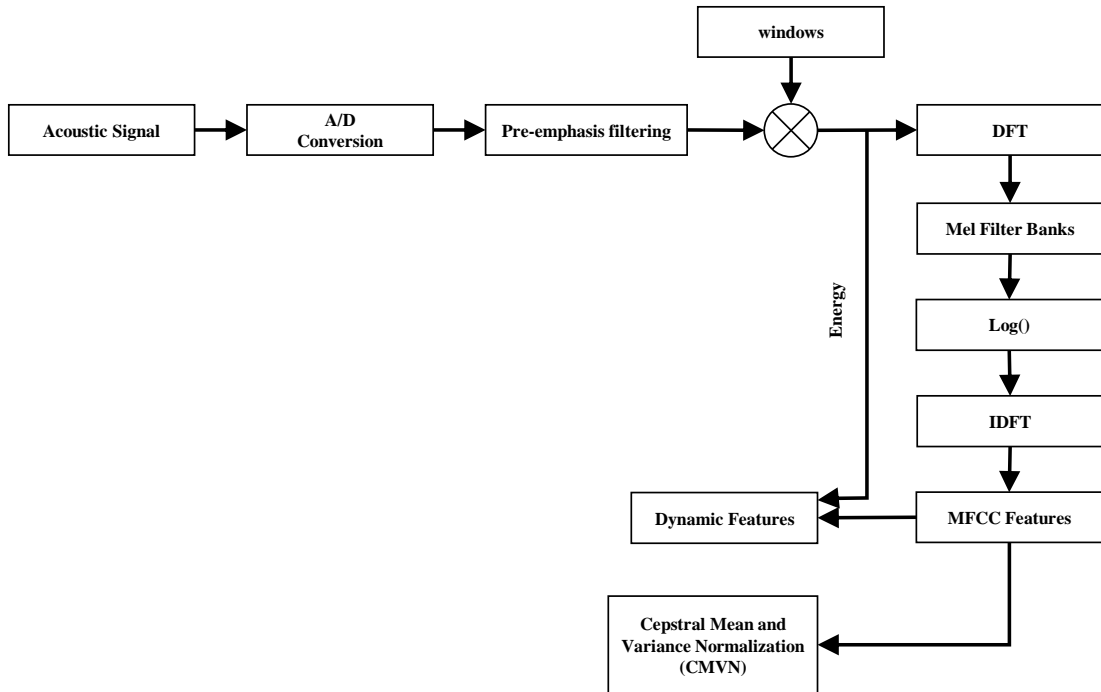 windows
Acoustic Signal
A/D
Conversion
Pre-emphasis filtering
DFT
Mel Filter Banks
Energy
Log()
IDFT
Dynamic Features
MFCC Features
Cepstral Mean and
Variance Normalization
(CMVN)